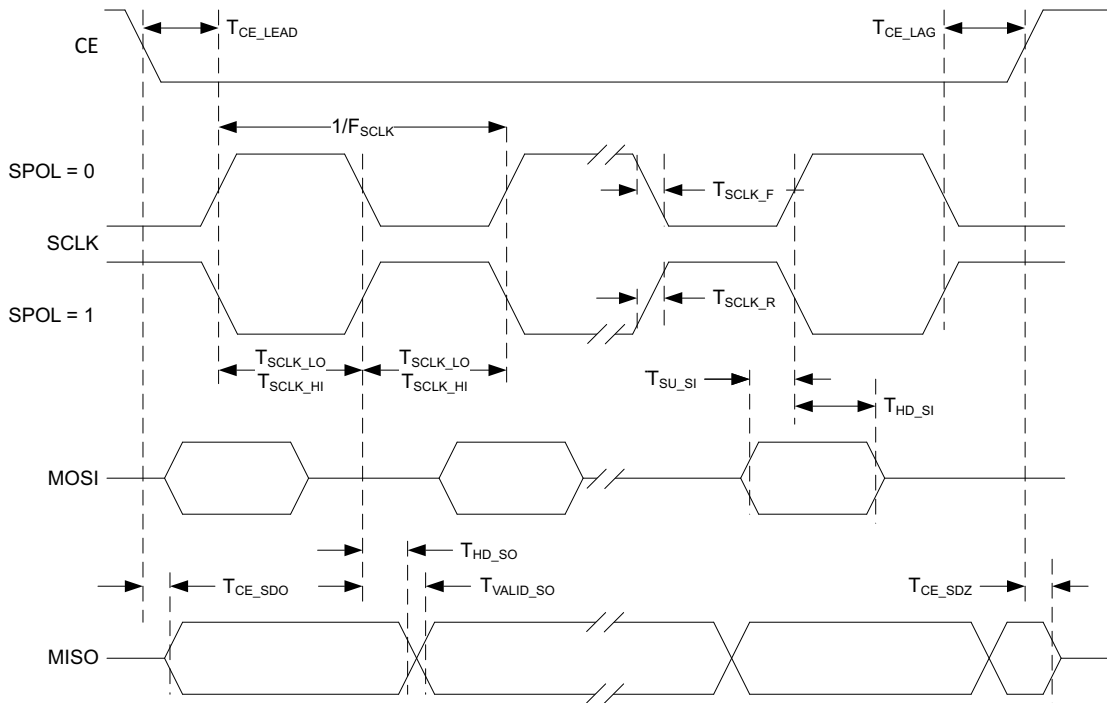 CE
T_CE_LEAD
T_CE_LAG
1/F_SCLK
SPOL = 0
T_SCLK_F
SCLK
SPOL = 1
T_SCLK_R
T_SCLK_LO
T_SCLK_HI
T_SCLK_LO
T_SCLK_HI
T_SU_SI
T_HD_SI
MOSI
T_HD_SO
T_CE_SDO
T_VALID_SO
T_CE_SDZ
MISO